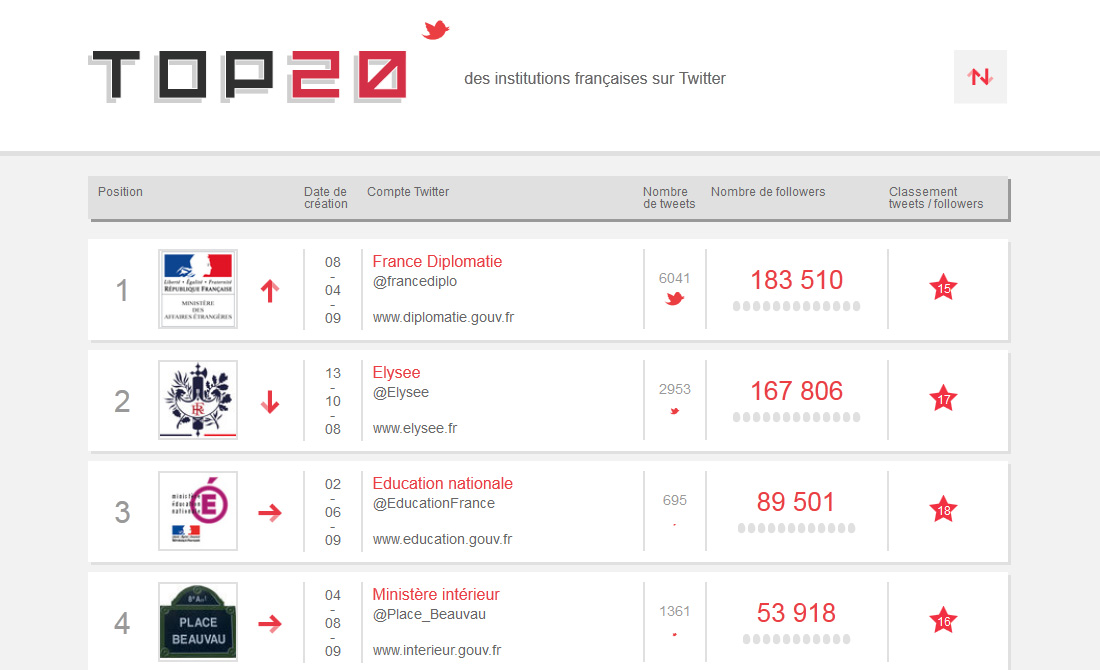 TOP20
des institutions françaises sur Twitter
N
Position
Date de
création
Compte Twitter
Nombre
de tweets
Nombre de followers
Classement
tweets / followers
1
Liberté • Égalité • Fraternité
RÉPUBLIQUE FRANÇAISE
MINISTÈRE
DES
AFFAIRES ÉTRANGÈRES
08
-
04
-
09
France Diplomatie
@francediplo
www.diplomatie.gouv.fr
6041
183 510
15
2
RF
13
-
10
-
08
Elysee
@Elysee
www.elysee.fr
2953
167 806
17
3
É
02
-
06
-
09
Education nationale
@EducationFrance
www.education.gouv.fr
695
89 501
18
4
8e Arrt
PLACE
BEAUVAU
04
-
08
-
09
Ministère intérieur
@Place_Beauvau
www.interieur.gouv.fr
1361
53 918
16